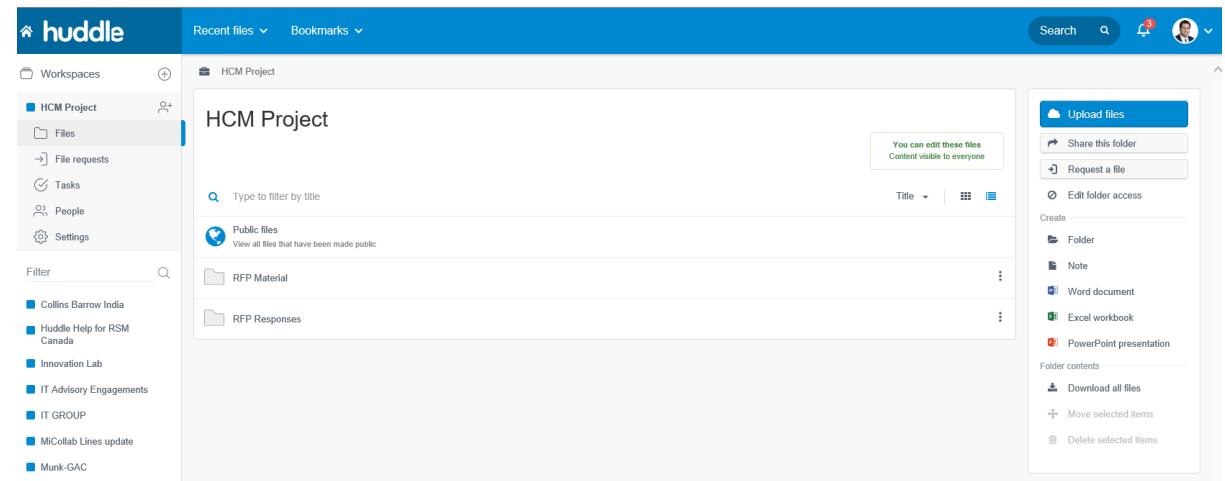 huddle
Recent files
Bookmarks
Search
3
Workspaces
HCM Project
Files
File requests
Tasks
People
Settings
Filter
Collins Barrow India
Huddle Help for RSM
Canada
Innovation Lab
IT Advisory Engagements
IT GROUP
MiCollab Lines update
Munk-GAC
HCM Project
HCM Project
You can edit these files
Content visible to everyone
Type to filter by title
Title
Public files
View all files that have been made public
RFP Material
RFP Responses
Upload files
Share this folder
Request a file
Edit folder access
Create
Folder
Note
Word document
Excel workbook
PowerPoint presentation
Folder contents
Download all files
Move selected items
Delete selected items